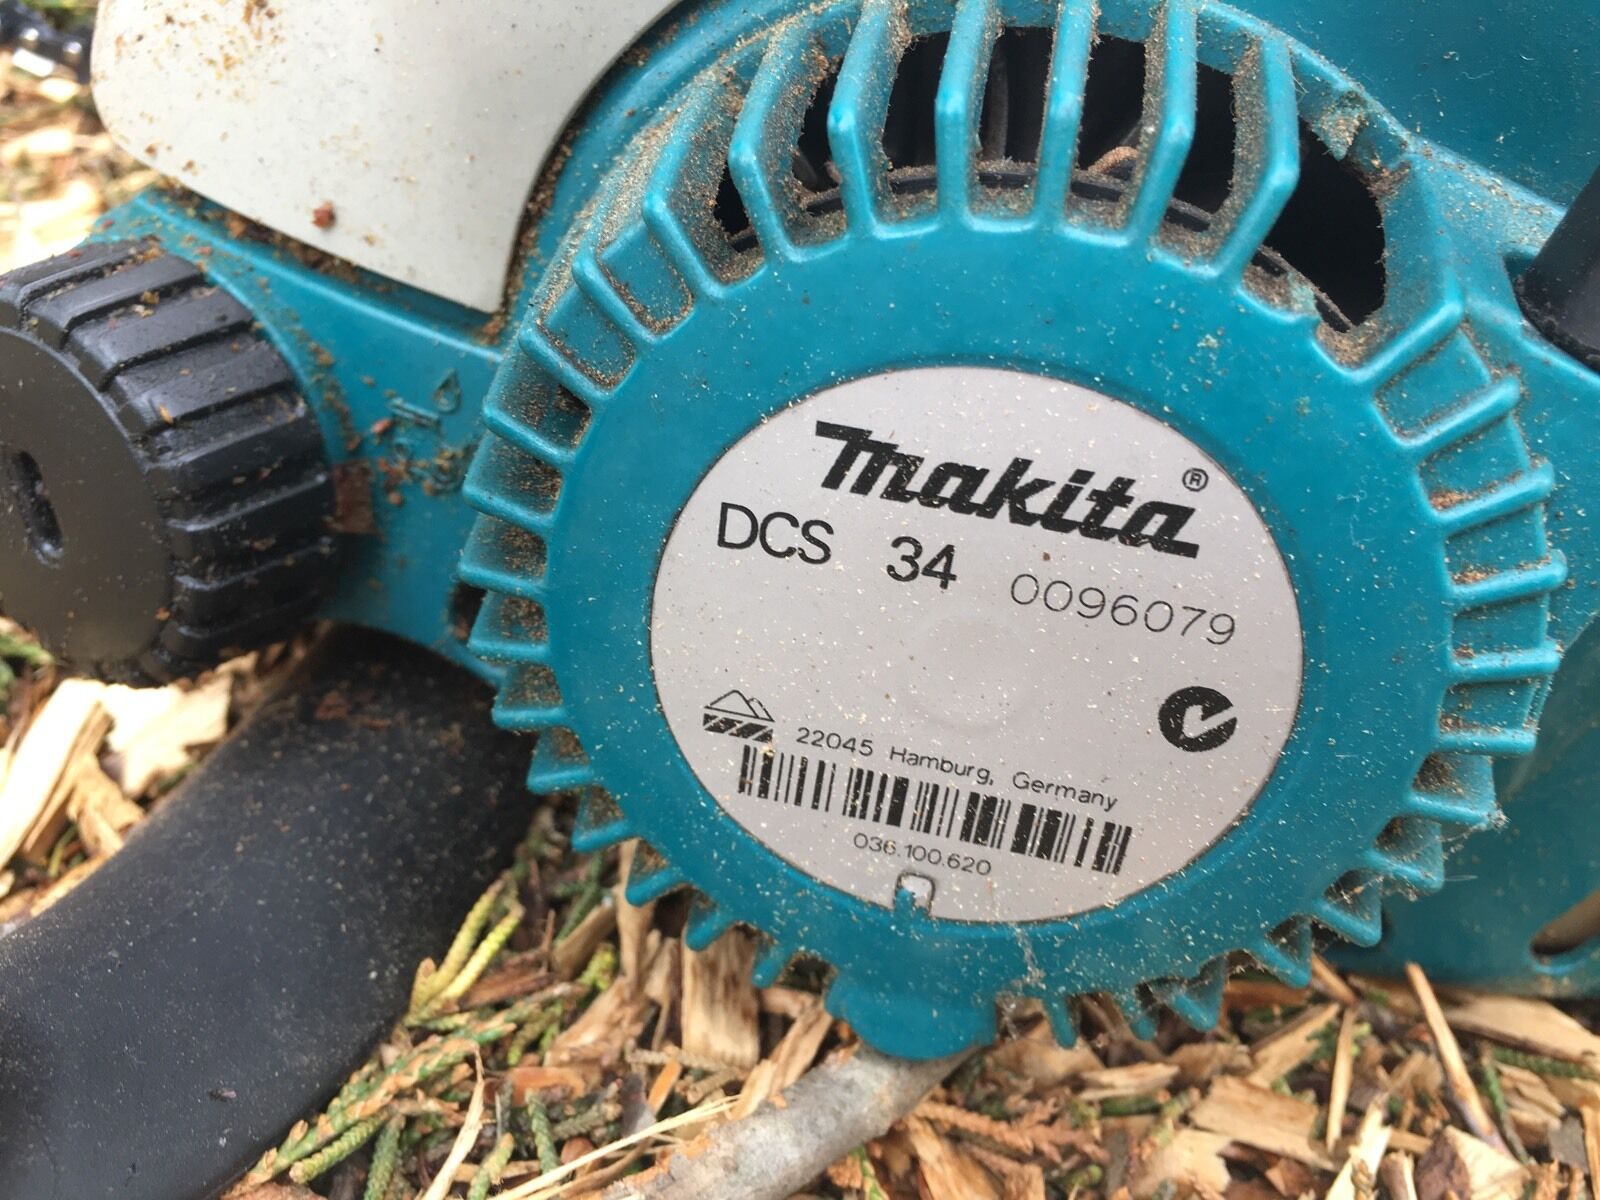 makita®
DCS 34 0096079
22045 Hamburg, Germany
036.100.620